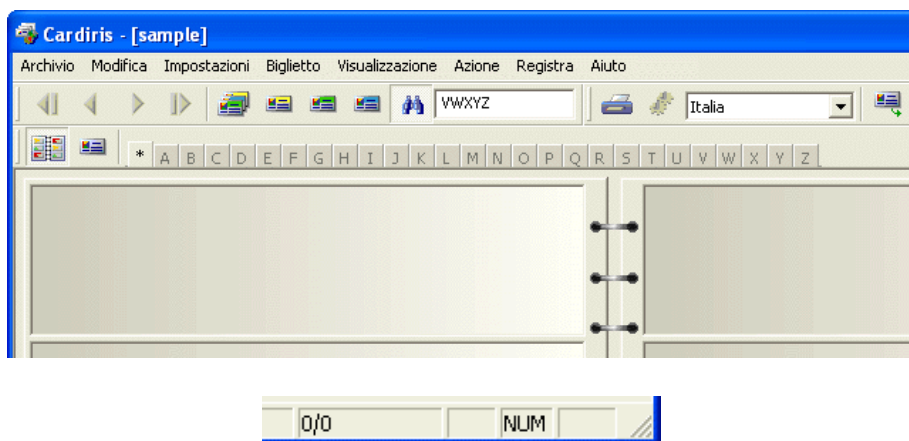 Cardiris - [sample]
Archivio Modifica Impostazioni Biglietto Visualizzazione Azione Registra Aiuto
VWXYZ Italia
* A B C D E F G H I J K L M N O P Q R S T U V W X Y Z
0/0 NUM